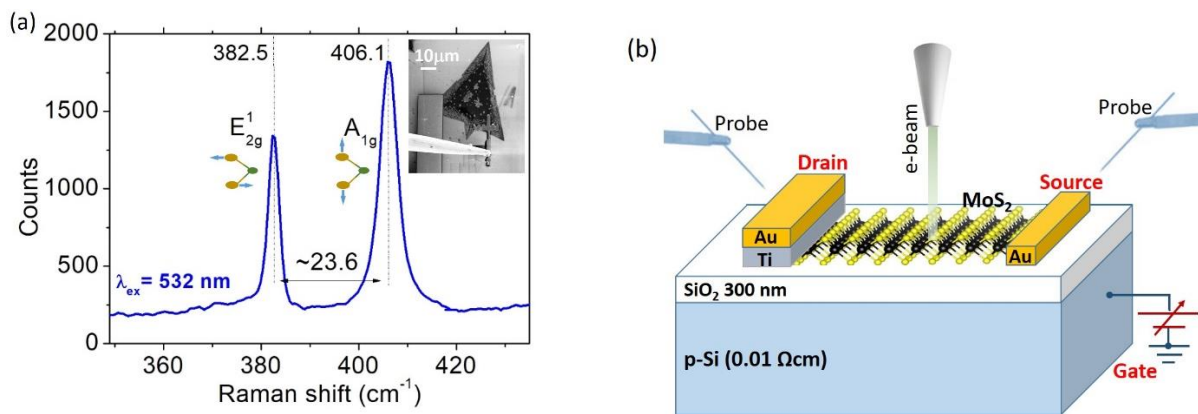 (a)
2000
1500
1000
500
0
Counts
360
380
400
420
Raman shift (cm⁻¹)
382.5
406.1
E¹₂g
A₁g
~23.6
λₑₓ= 532 nm
10μm
(b)
Probe
e-beam
Probe
Drain
Source
MoS₂
Au
Ti
Au
SiO₂ 300 nm
p-Si (0.01 Ωcm)
Gate